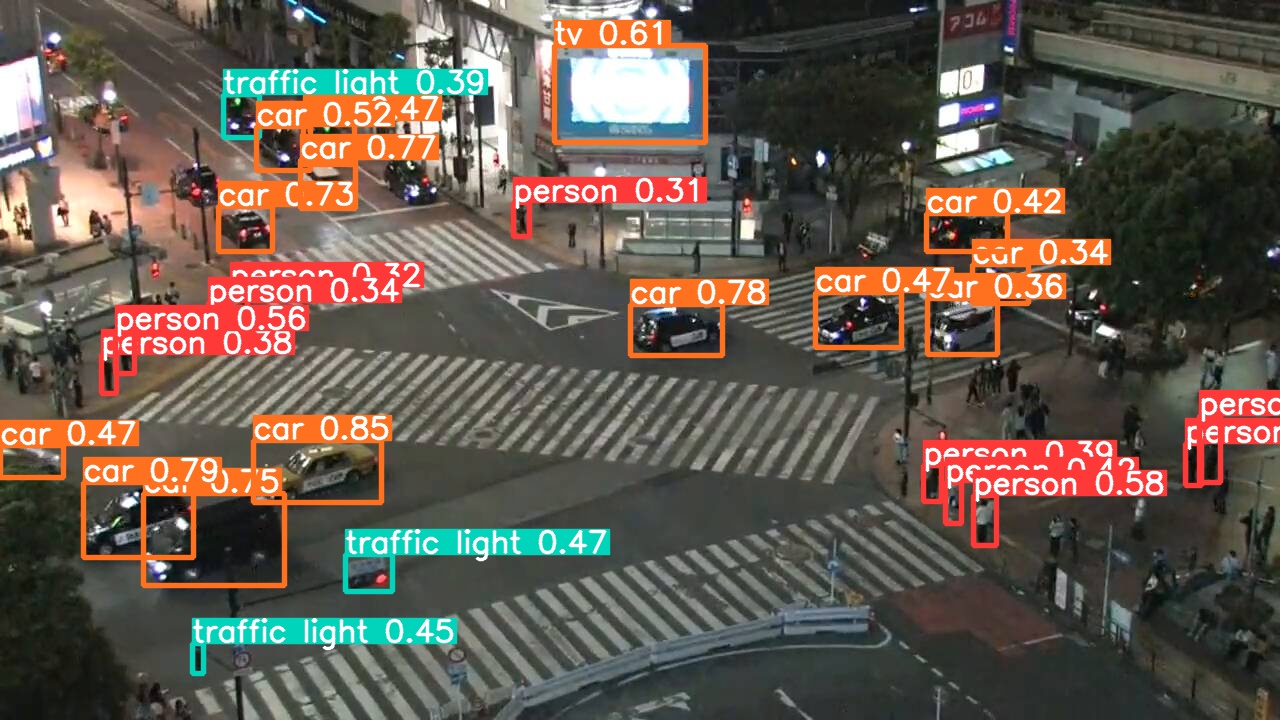 tv 0.61
traffic light 0.39
car 0.52
.47
car 0.77
car 0.73
person 0.31
car 0.42
car 0.34
person 0.32
person 0.34
car 0.78
car 0.47
car 0.36
person 0.56
person 0.38
car 0.47
car 0.85
car 0.79
car 0.75
person 0.39
person 0.42
person 0.58
perso
person
traffic light 0.47
traffic light 0.45
アコム